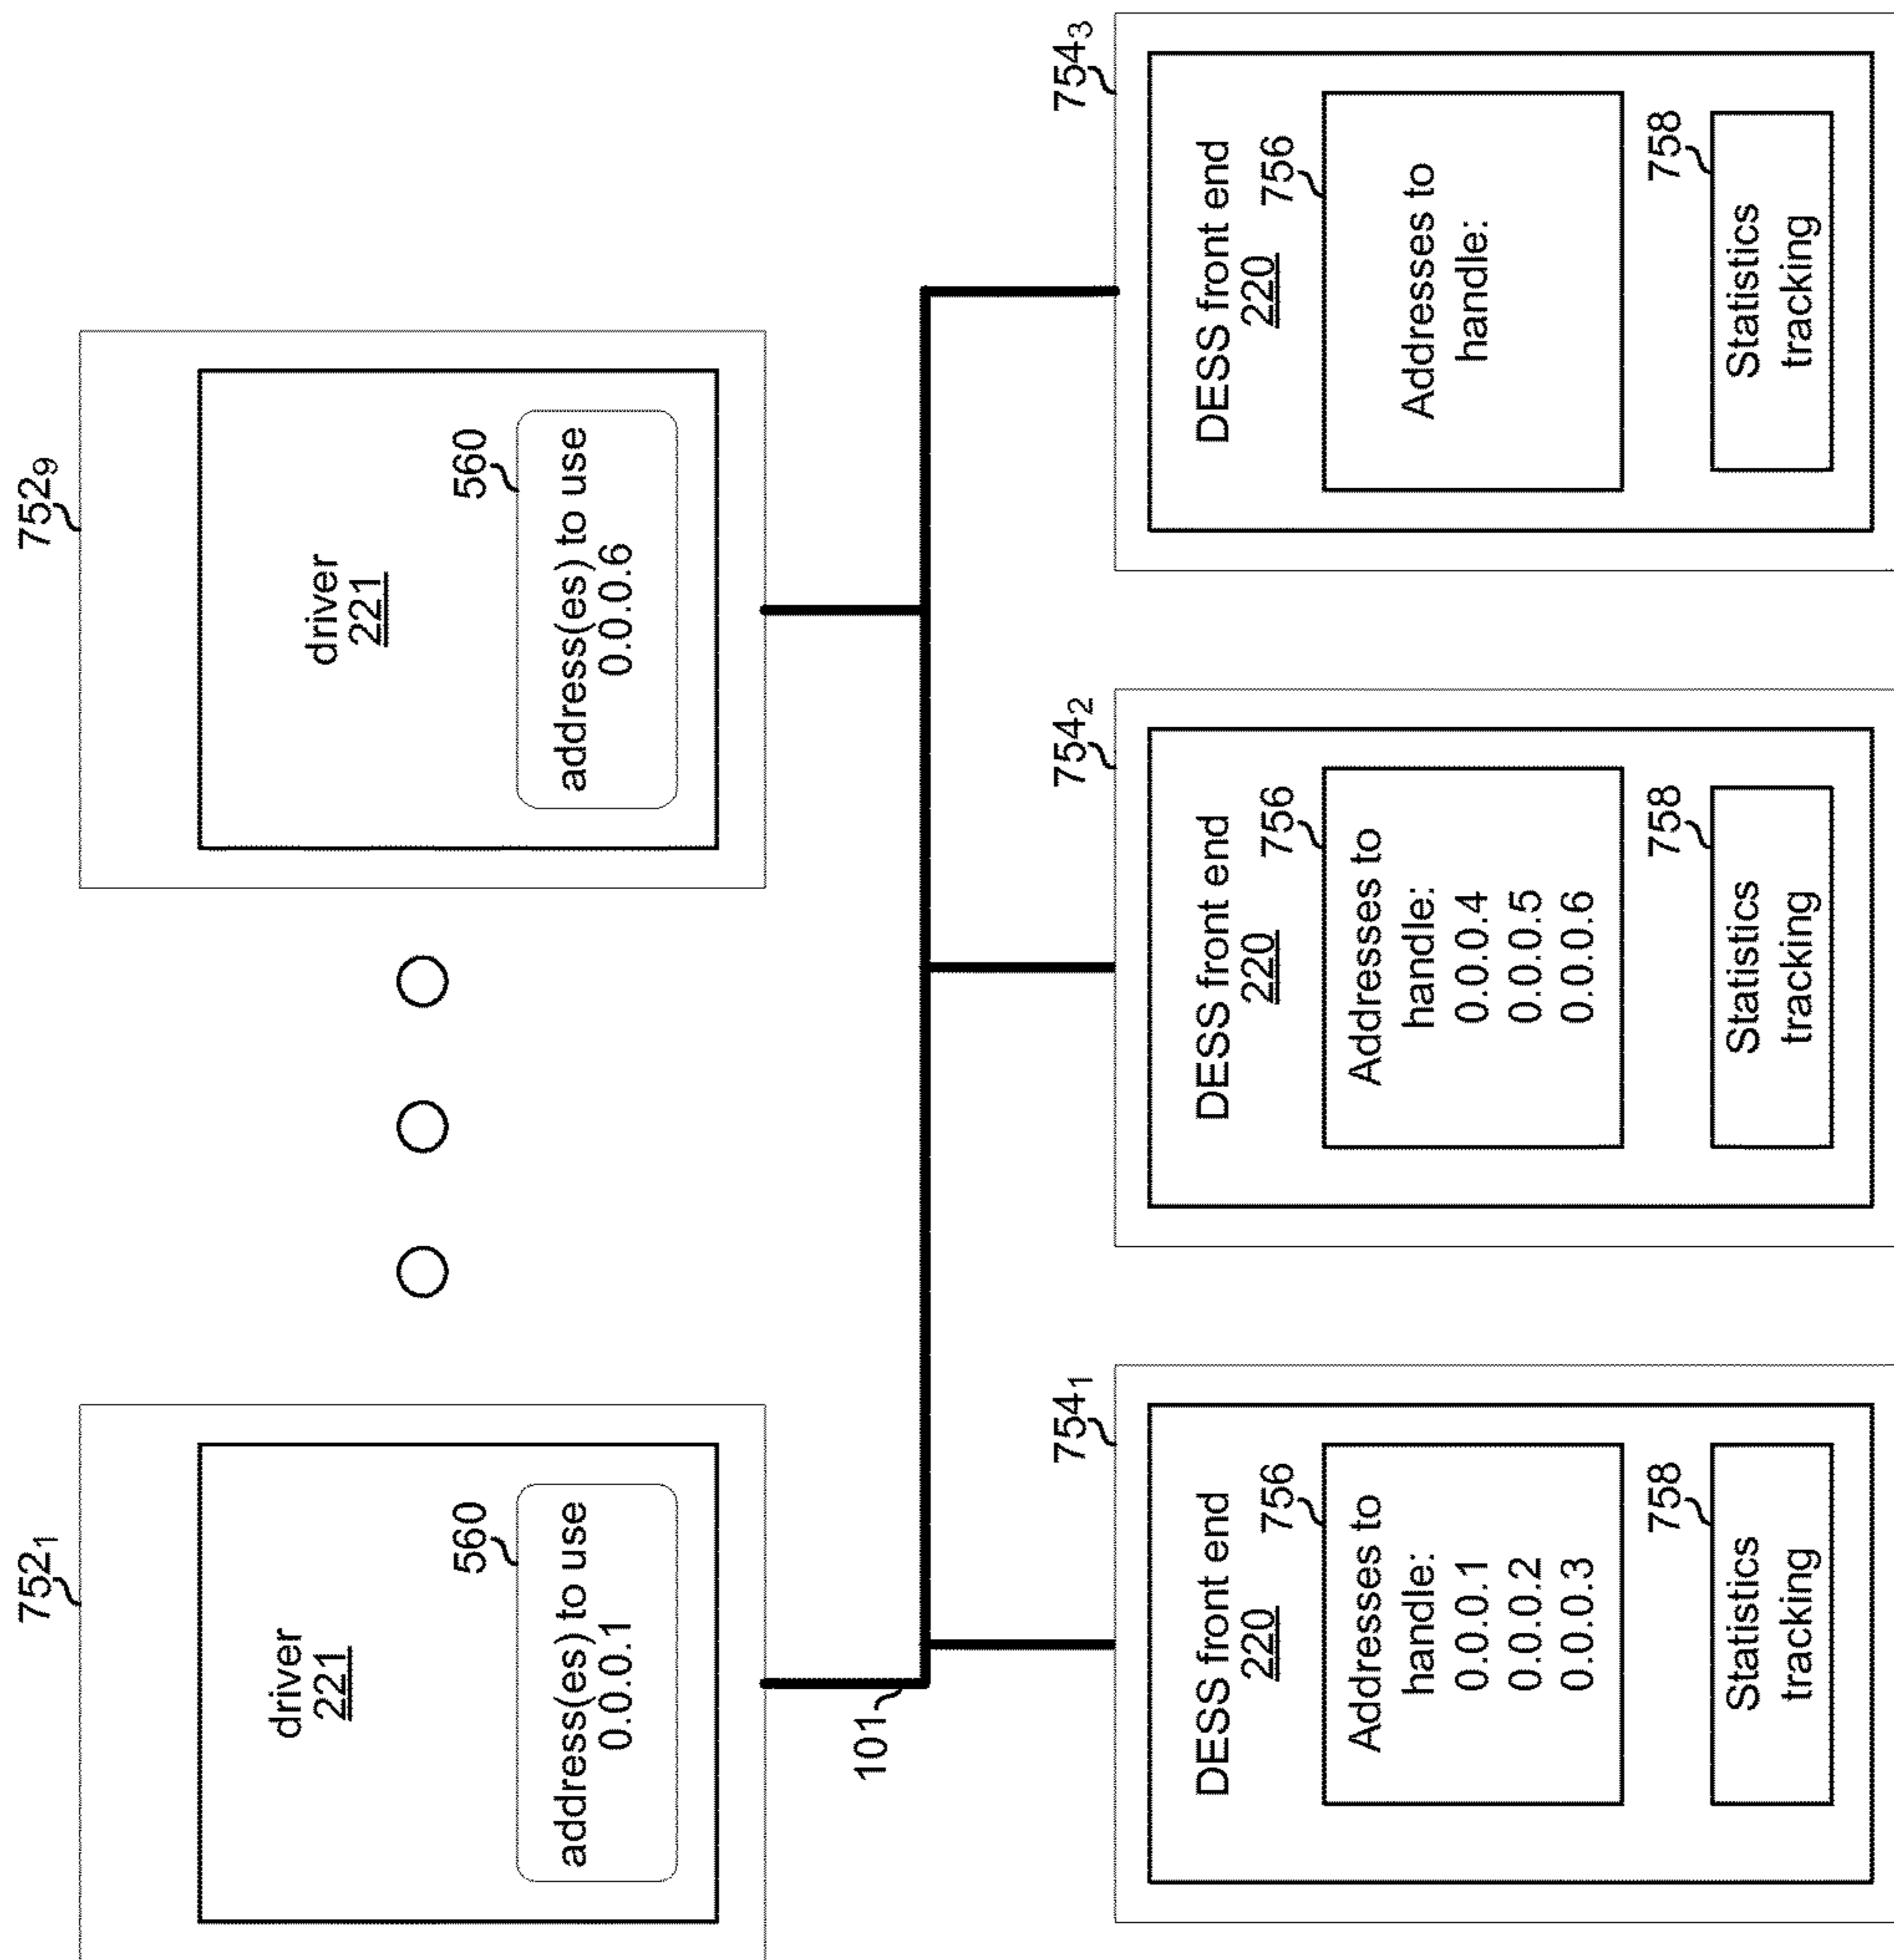 752₁
driver
221
560
address(es) to use
0.0.0.1
752₉
driver
221
560
address(es) to use
0.0.0.6
101
754₁
DESS front end
220
756
Addresses to
handle:
0.0.0.1
0.0.0.2
0.0.0.3
758
Statistics
tracking
754₂
DESS front end
220
756
Addresses to
handle:
0.0.0.4
0.0.0.5
0.0.0.6
758
Statistics
tracking
754₃
DESS front end
220
756
Addresses to
handle:
758
Statistics
tracking